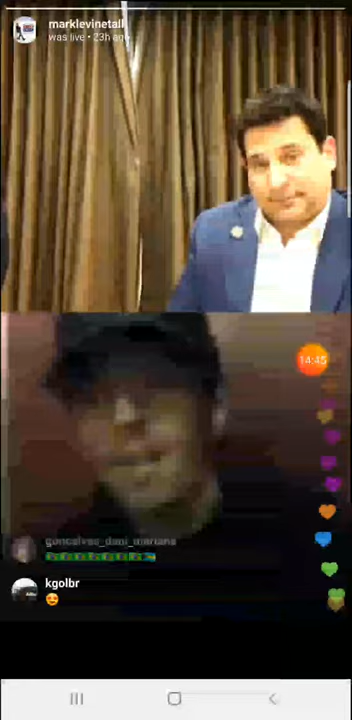 marklevinetall
was live • 23h ago
14:45
goncalves_dani_mariana
kgolbr